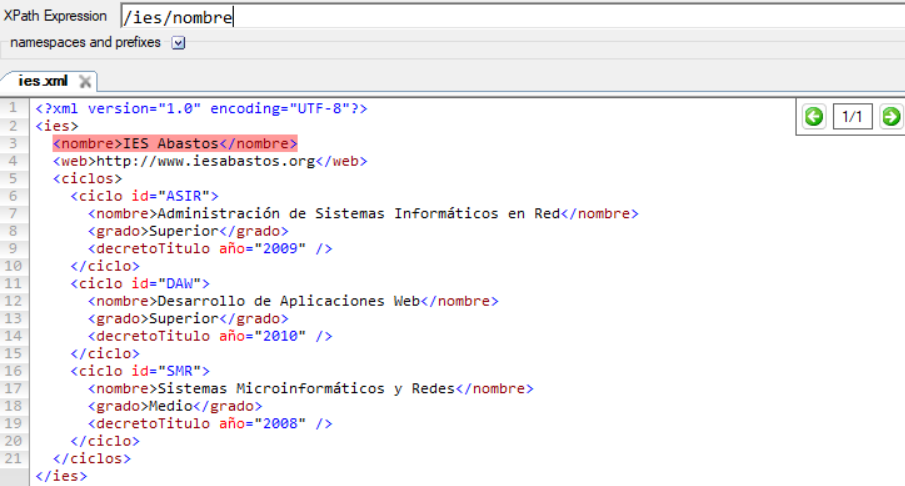 XPath Expression /ies/nombre
namespaces and prefixes
ies.xml
1/1
1 <?xml version="1.0" encoding="UTF-8"?>
2 <ies>
3 <nombre>IES Abastos</nombre>
4 <web>http://www.iesabastos.org</web>
5 <ciclos>
6 <ciclo id="ASIR">
7 <nombre>Administración de Sistemas Informáticos en Red</nombre>
8 <grado>Superior</grado>
9 <decretoTitulo año="2009" />
10 </ciclo>
11 <ciclo id="DAW">
12 <nombre>Desarrollo de Aplicaciones Web</nombre>
13 <grado>Superior</grado>
14 <decretoTitulo año="2010" />
15 </ciclo>
16 <ciclo id="SMR">
17 <nombre>Sistemas Microinformáticos y Redes</nombre>
18 <grado>Medio</grado>
19 <decretoTitulo año="2008" />
20 </ciclo>
21 </ciclos>
</ies>